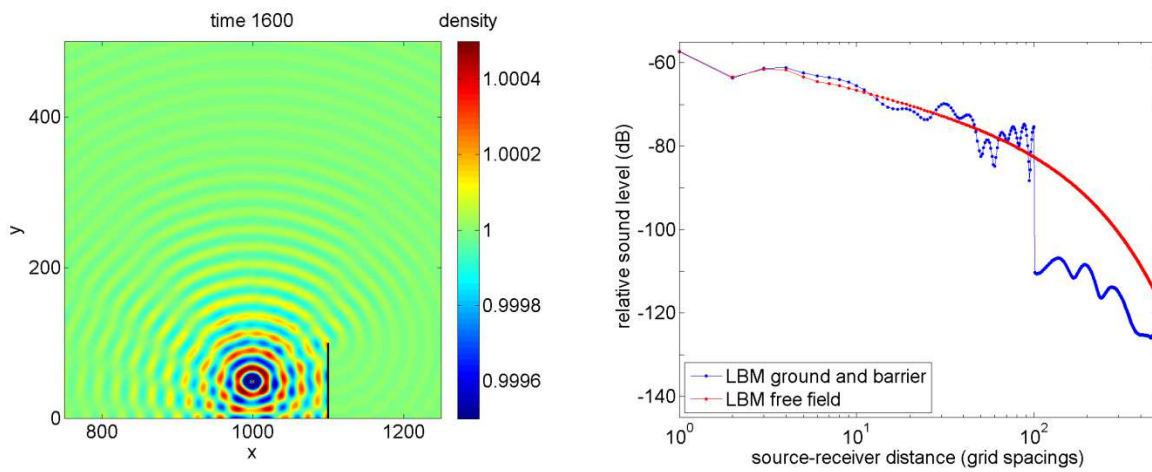 time 1600
density
400
200
0
y
800
1000
1200
x
1.0004
1.0002
1
0.9998
0.9996
relative sound level (dB)
-60
-80
-100
-120
-140
LBM ground and barrier
LBM free field
10^0
10^1
10^2
source-receiver distance (grid spacings)